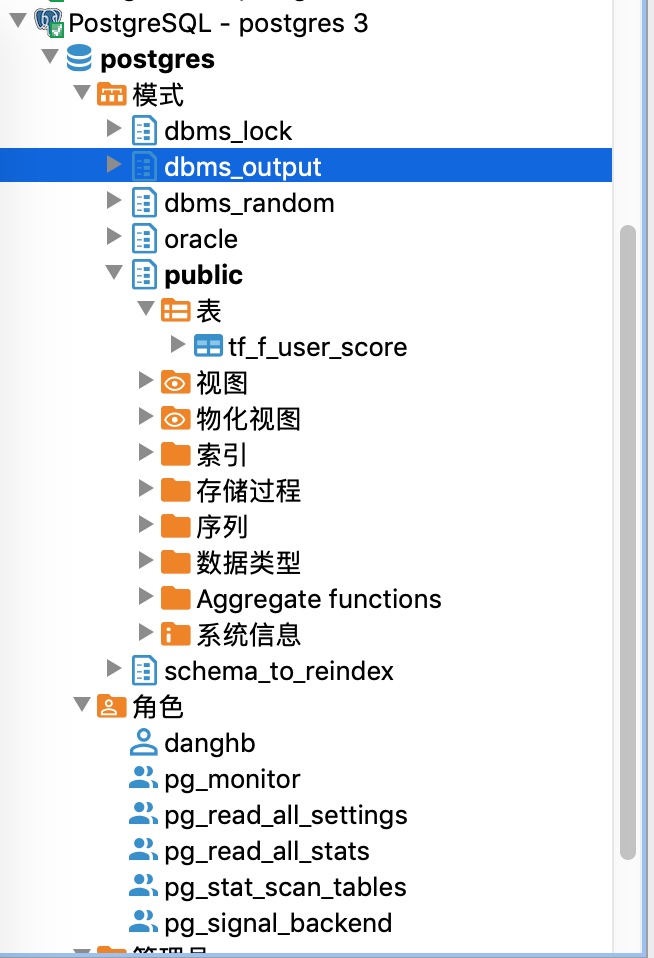 PostgreSQL - postgres 3
postgres
模式
dbms_lock
dbms_output
dbms_random
oracle
public
表
tf_f_user_score
视图
物化视图
索引
存储过程
序列
数据类型
Aggregate functions
系统信息
schema_to_reindex
角色
danghb
pg_monitor
pg_read_all_settings
pg_read_all_stats
pg_stat_scan_tables
pg_signal_backend